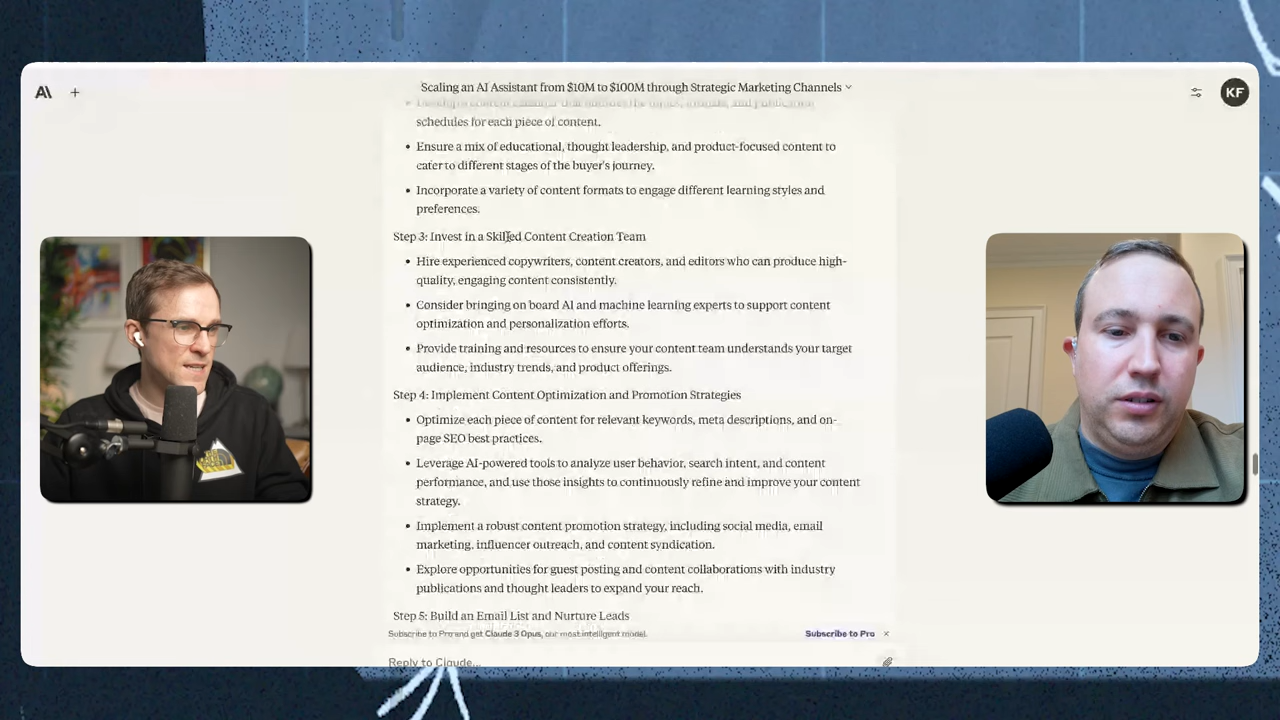 Scaling an AI Assistant from $10M to $100M through Strategic Marketing Channels
KF
schedules for each piece of content.
• Ensure a mix of educational, thought leadership, and product-focused content to
cater to different stages of the buyer's journey.
• Incorporate a variety of content formats to engage different learning styles and
preferences.
Step 3: Invest in a Skilled Content Creation Team
• Hire experienced copywriters, content creators, and editors who can produce high-
quality, engaging content consistently.
• Consider bringing on board AI and machine learning experts to support content
optimization and personalization efforts.
• Provide training and resources to ensure your content team understands your target
audience, industry trends, and product offerings.
Step 4: Implement Content Optimization and Promotion Strategies
• Optimize each piece of content for relevant keywords, meta descriptions, and on-
page SEO best practices.
• Leverage AI-powered tools to analyze user behavior, search intent, and content
performance, and use those insights to continuously refine and improve your content
strategy.
• Implement a robust content promotion strategy, including social media, email
marketing, influencer outreach, and content syndication.
• Explore opportunities for guest posting and content collaborations with industry
publications and thought leaders to expand your reach.
Step 5: Build an Email List and Nurture Leads
Subscribe to Pro and get Claude 3 Opus, our most intelligent model. Subscribe to Pro
Reply to Claude...